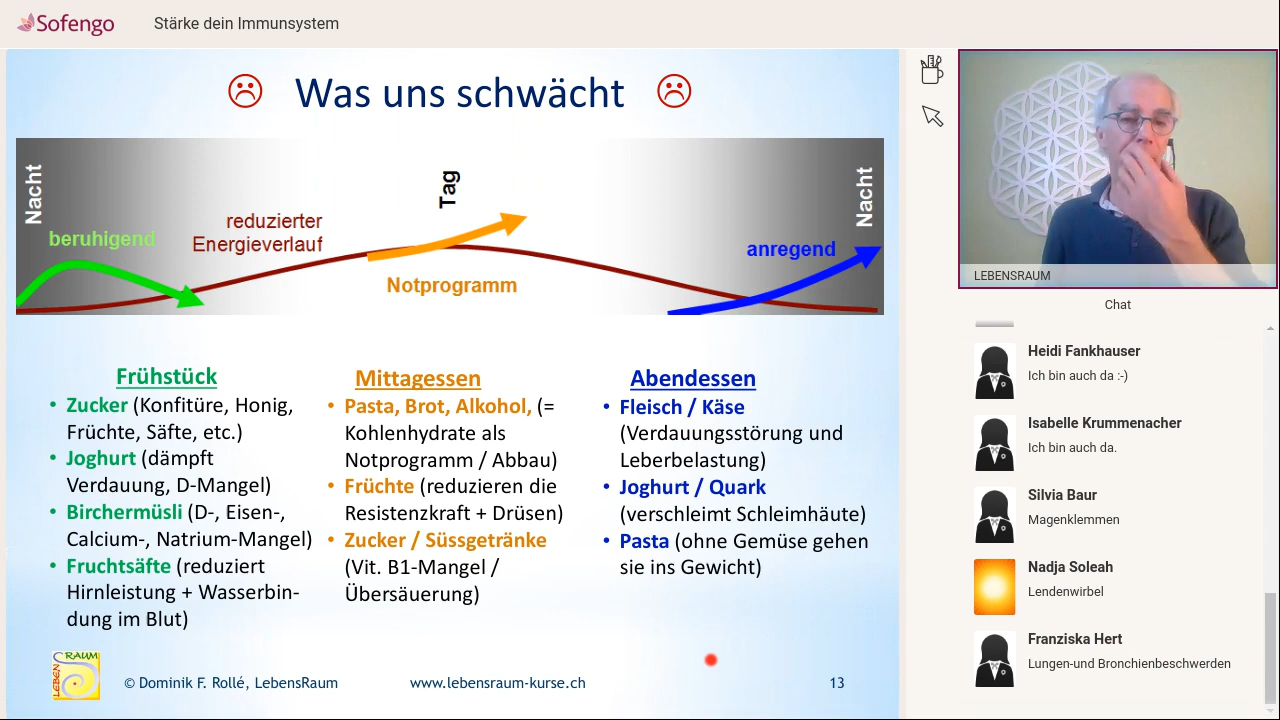 Sofengo
Stärke dein Immunsystem
Was uns schwächt
Nacht
Tag
Nacht
beruhigend
reduzierter
Energieverlauf
Notprogramm
anregend
Frühstück
• Zucker (Konfitüre, Honig,
Früchte, Säfte, etc.)
• Joghurt (dämpft
Verdauung, D-Mangel)
• Birchermüsli (D-, Eisen-,
Calcium-, Natrium-Mangel)
• Fruchtsäfte (reduziert
Hirnleistung + Wasserbin-
dung im Blut)
Mittagessen
• Pasta, Brot, Alkohol, (=
Kohlenhydrate als
Notprogramm / Abbau)
• Früchte (reduzieren die
Resistenzkraft + Drüsen)
• Zucker / Süssgetränke
(Vit. B1-Mangel /
Übersäuerung)
Abendessen
• Fleisch / Käse
(Verdauungsstörung und
Leberbelastung)
• Joghurt / Quark
(verschleimt Schleimhäute)
• Pasta (ohne Gemüse gehen
sie ins Gewicht)
LEBENS RAUM
© Dominik F. Rollé, LebensRaum
www.lebensraum-kurse.ch
13
LEBENSRAUM
Chat
Heidi Fankhauser
Ich bin auch da :-)
Isabelle Krummenacher
Ich bin auch da.
Silvia Baur
Magenklemmen
Nadja Soleah
Lendenwirbel
Franziska Hert
Lungen-und Bronchienbeschwerden